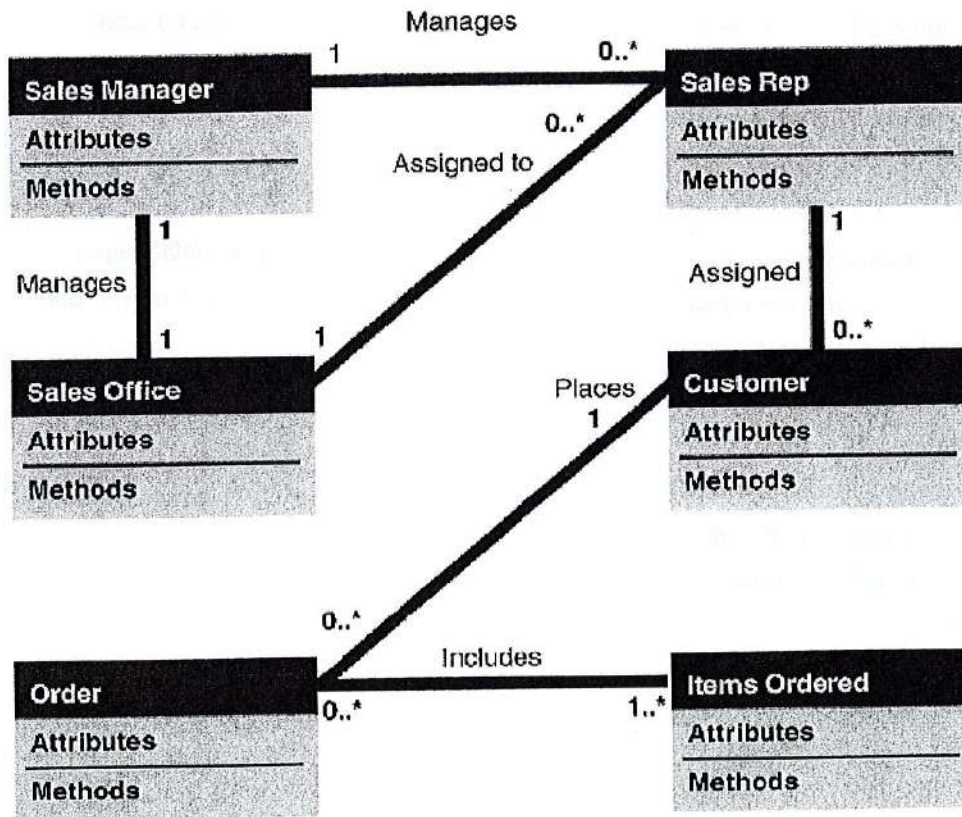 Manages
1 0..*
Sales Manager
Attributes
Methods
Sales Rep
Attributes
Methods
0..*
Assigned to
1
Manages
1
1
Assigned
0..*
1
Sales Office
Attributes
Methods
Places
1
Customer
Attributes
Methods
0..*
Includes
0..* 1..*
Order
Attributes
Methods
Items Ordered
Attributes
Methods